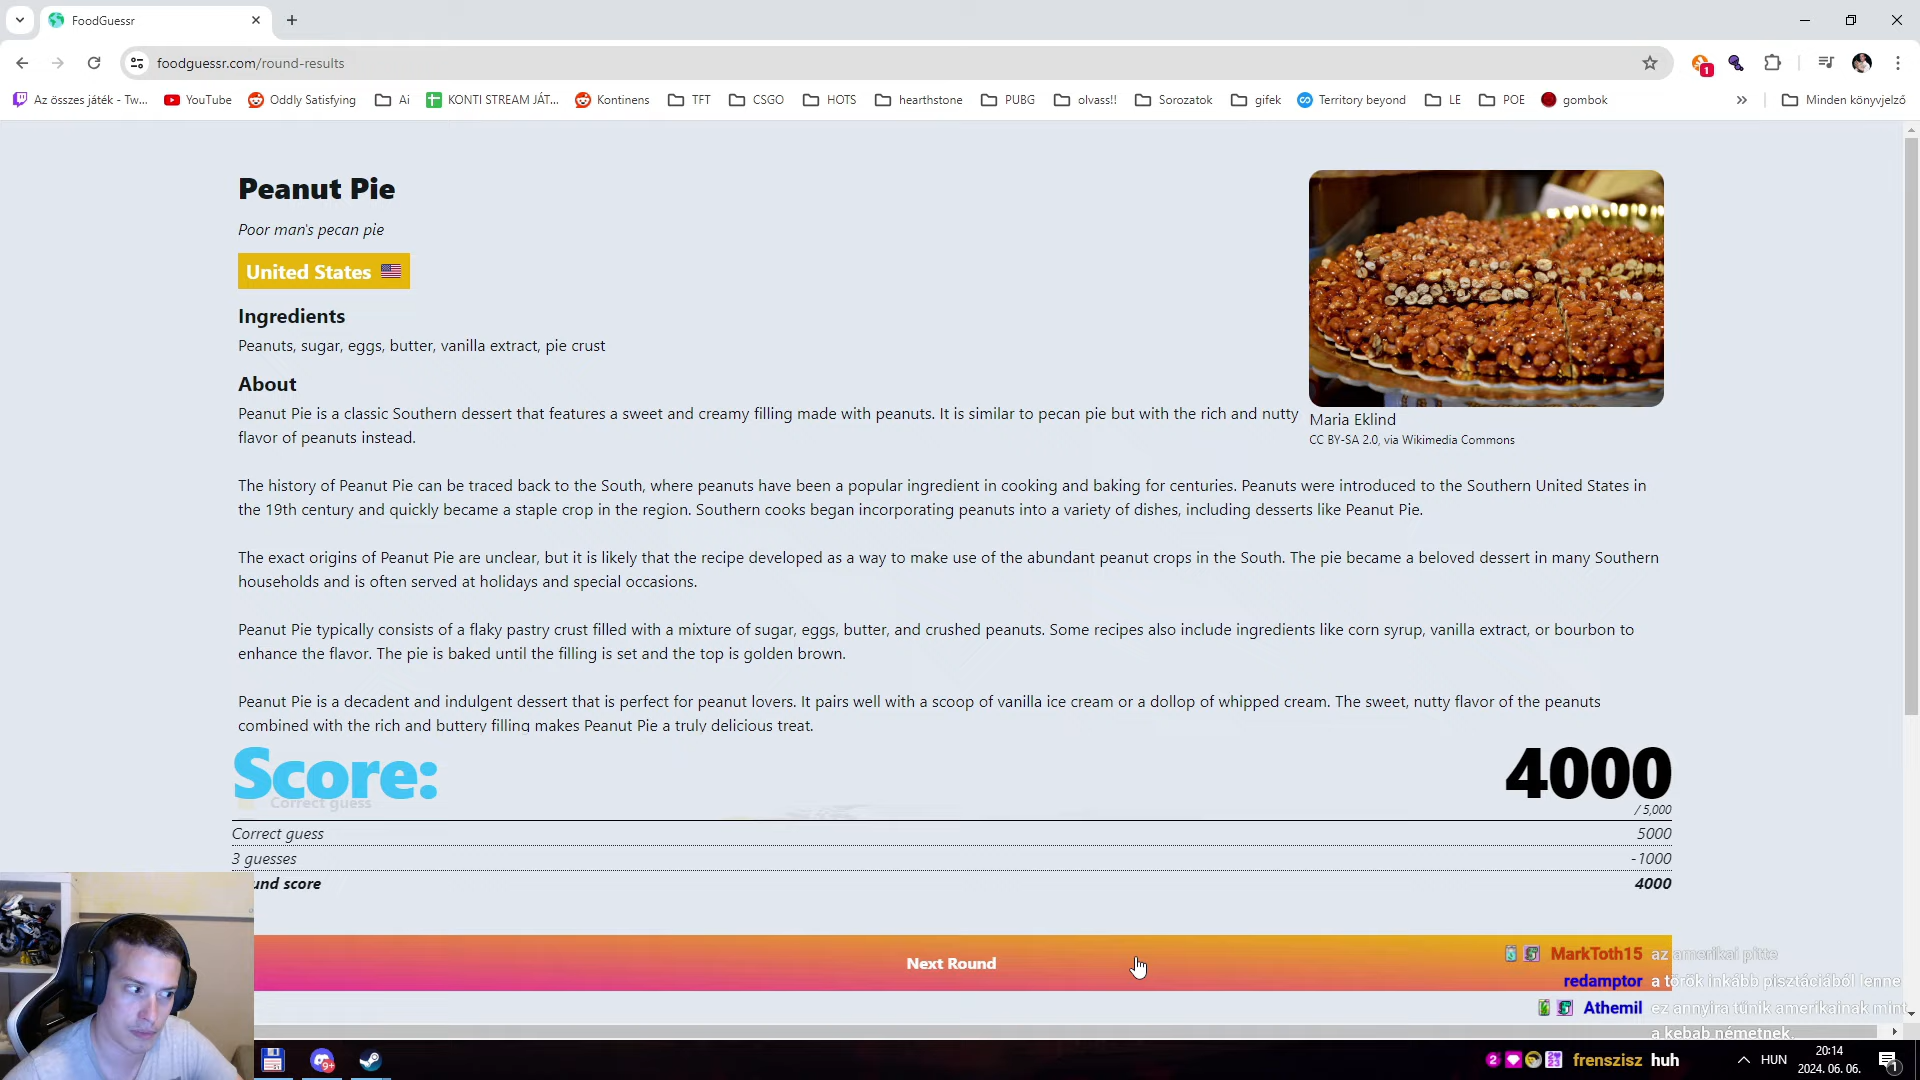 FoodGuessr
foodguessr.com/round-results
1
Az összes játék - Tw...
YouTube
Oddly Satisfying
Ai
KONTI STREAM JÁT...
Kontinens
TFT
CSGO
HOTS
hearthstone
PUBG
olvass!!
Sorozatok
gifek
Territory beyond
LE
POE
gombok
»
Minden könyvjelző
Peanut Pie
Poor man's pecan pie
United States
Ingredients
Peanuts, sugar, eggs, butter, vanilla extract, pie crust
About
Peanut Pie is a classic Southern dessert that features a sweet and creamy filling made with peanuts. It is similar to pecan pie but with the rich and nutty
flavor of peanuts instead.
Maria Eklind
CC BY-SA 2.0, via Wikimedia Commons
The history of Peanut Pie can be traced back to the South, where peanuts have been a popular ingredient in cooking and baking for centuries. Peanuts were introduced to the Southern United States in
the 19th century and quickly became a staple crop in the region. Southern cooks began incorporating peanuts into a variety of dishes, including desserts like Peanut Pie.
The exact origins of Peanut Pie are unclear, but it is likely that the recipe developed as a way to make use of the abundant peanut crops in the South. The pie became a beloved dessert in many Southern
households and is often served at holidays and special occasions.
Peanut Pie typically consists of a flaky pastry crust filled with a mixture of sugar, eggs, butter, and crushed peanuts. Some recipes also include ingredients like corn syrup, vanilla extract, or bourbon to
enhance the flavor. The pie is baked until the filling is set and the top is golden brown.
Peanut Pie is a decadent and indulgent dessert that is perfect for peanut lovers. It pairs well with a scoop of vanilla ice cream or a dollop of whipped cream. The sweet, nutty flavor of the peanuts
combined with the rich and buttery filling makes Peanut Pie a truly delicious treat.
Score: 4000
Correct guess
/ 5,000
Correct guess 5000
3 guesses -1000
und score 4000
Next Round
MarkToth15 az amerikai pitte
redamptor a török inkább pisztáciából lenne
Athemil ez annyira tűnik amerikainak mint
a kebab németnek.
frenszisz huh
9+
HUN
20:14
2024. 06. 06.
1